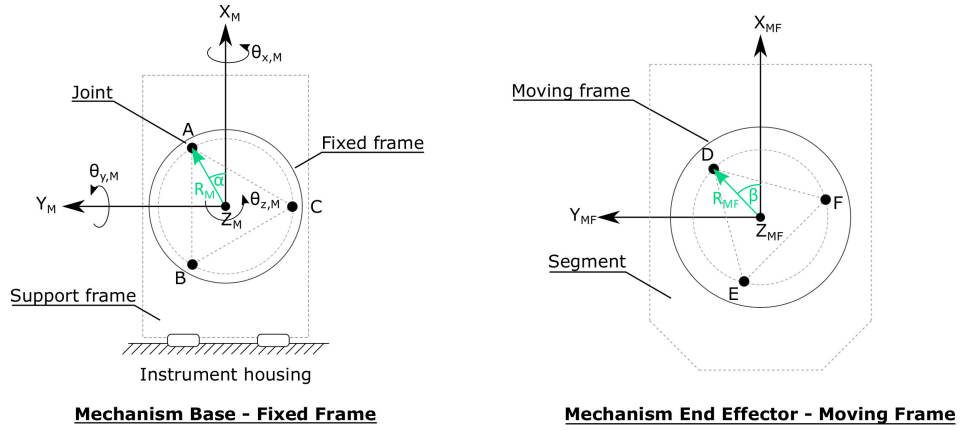 X_M
θ_x,M
Joint
A
Fixed frame
θ_y,M
R_M
α
θ_z,M
Y_M
Z_M
C
B
Support frame
Instrument housing
Mechanism Base - Fixed Frame
X_MF
Moving frame
D
R_MF
β
F
Y_MF
Z_MF
Segment
E
Mechanism End Effector - Moving Frame